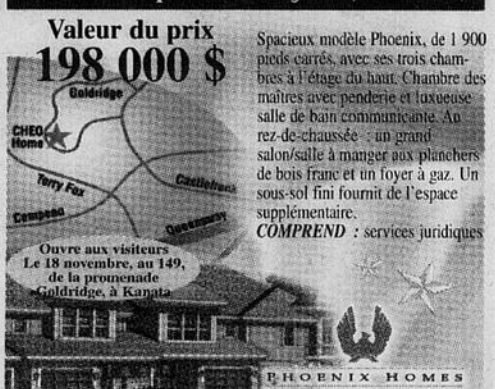 Valeur du prix
198 000 $
Goldridge
CHEO
Home
Terry Fox
Castlefrank
Campeau
Queensway
Ouvre aux visiteurs
Le 18 novembre, au 149,
de la promenade
Goldridge, à Kanata
Spacieux modèle Phoenix, de 1 900
pieds carrés, avec ses trois cham-
bres à l'étage du haut. Chambre des
maîtres avec penderie et luxueuse
salle de bain communicante. Au
rez-de-chaussée : un grand
salon/salle à manger aux planchers
de bois franc et un foyer à gaz. Un
sous-sol fini fournit de l'espace
supplémentaire.
COMPREND : services juridiques
PHOENIX HOMES